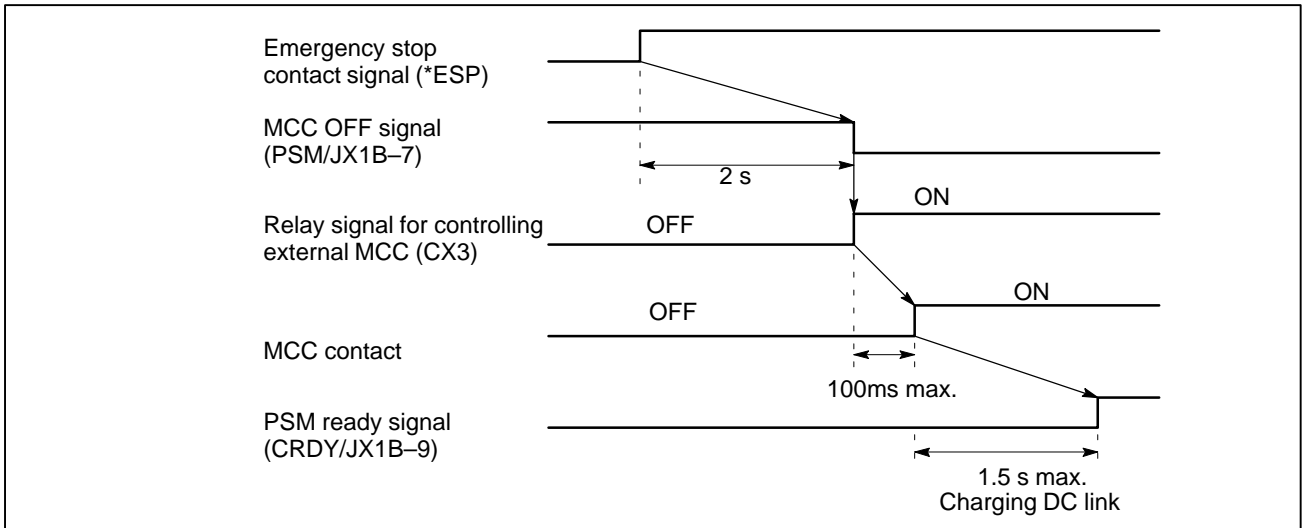 Emergency stop
contact signal (*ESP)
MCC OFF signal
(PSM/JX1B–7)
2 s
ON
Relay signal for controlling
external MCC (CX3)
OFF
ON
OFF
MCC contact
100ms max.
PSM ready signal
(CRDY/JX1B–9)
1.5 s max.
Charging DC link